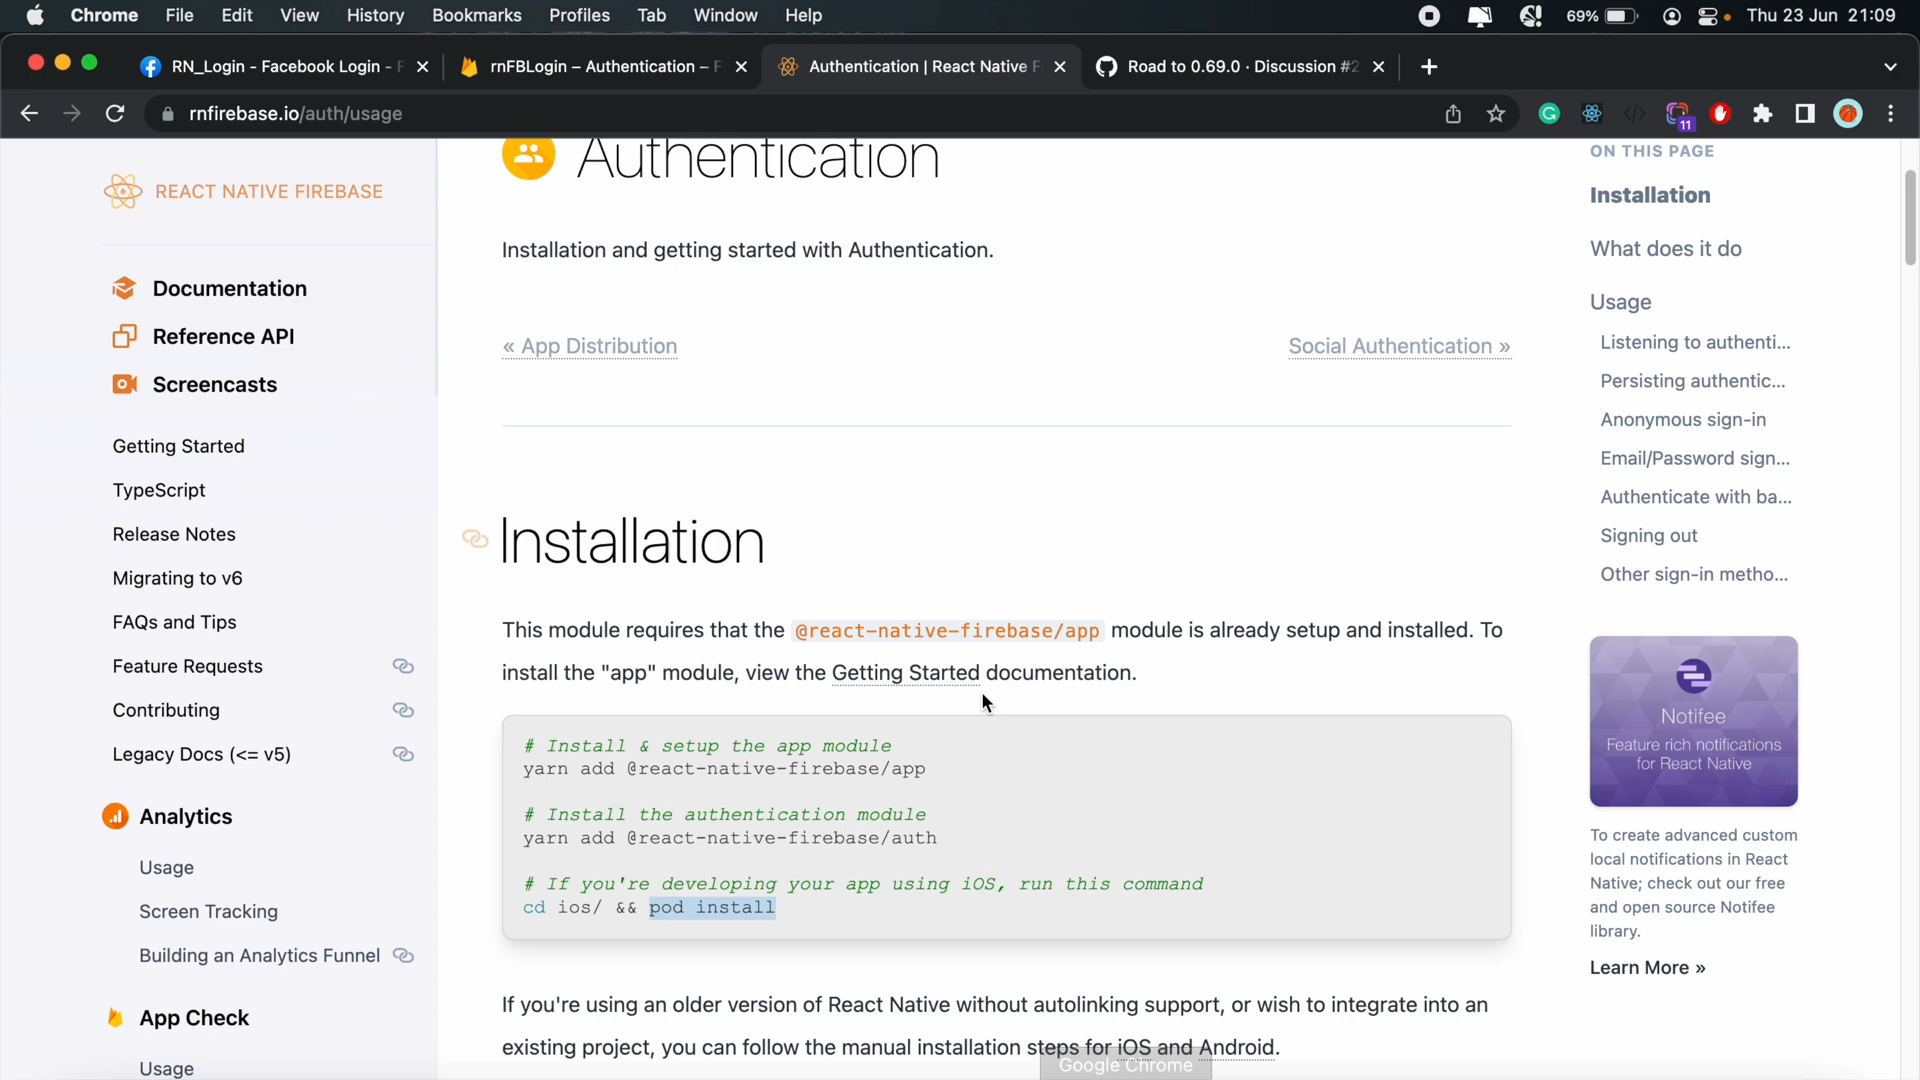 Chrome File Edit View History Bookmarks Profiles Tab Window Help 69% Thu 23 Jun 21:09
RN_Login - Facebook Login - F rnFBLogin – Authentication – F Authentication | React Native F Road to 0.69.0 · Discussion #2
rnfirebase.io/auth/usage 11
REACT NATIVE FIREBASE
Documentation
Reference API
Screencasts
Getting Started
TypeScript
Release Notes
Migrating to v6
FAQs and Tips
Feature Requests
Contributing
Legacy Docs (<= v5)
Analytics
Usage
Screen Tracking
Building an Analytics Funnel
App Check
Usage
Authentication
Installation and getting started with Authentication.
« App Distribution Social Authentication »
Installation
This module requires that the @react-native-firebase/app module is already setup and installed. To
install the "app" module, view the Getting Started documentation.
# Install & setup the app module
yarn add @react-native-firebase/app
# Install the authentication module
yarn add @react-native-firebase/auth
# If you're developing your app using iOS, run this command
cd ios/ && pod install
If you're using an older version of React Native without autolinking support, or wish to integrate into an
existing project, you can follow the manual installation steps for iOS and Android.
Google Chrome
ON THIS PAGE
Installation
What does it do
Usage
Listening to authenti...
Persisting authentic...
Anonymous sign-in
Email/Password sign...
Authenticate with ba...
Signing out
Other sign-in metho...
Notifee
Feature rich notifications
for React Native
To create advanced custom
local notifications in React
Native; check out our free
and open source Notifee
library.
Learn More »